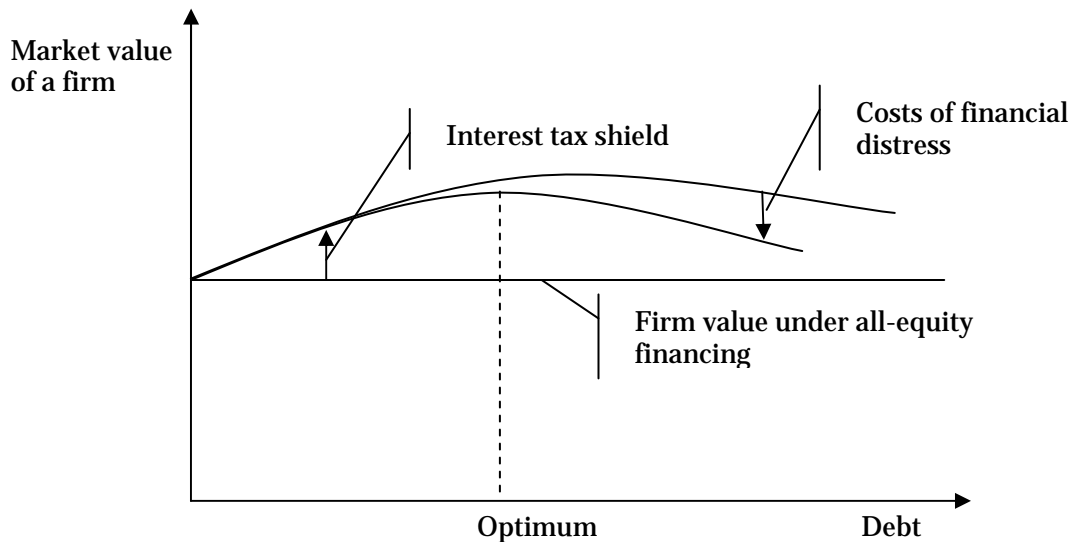 Market value
of a firm
Interest tax shield
Costs of financial
distress
Firm value under all-equity
financing
Optimum
Debt